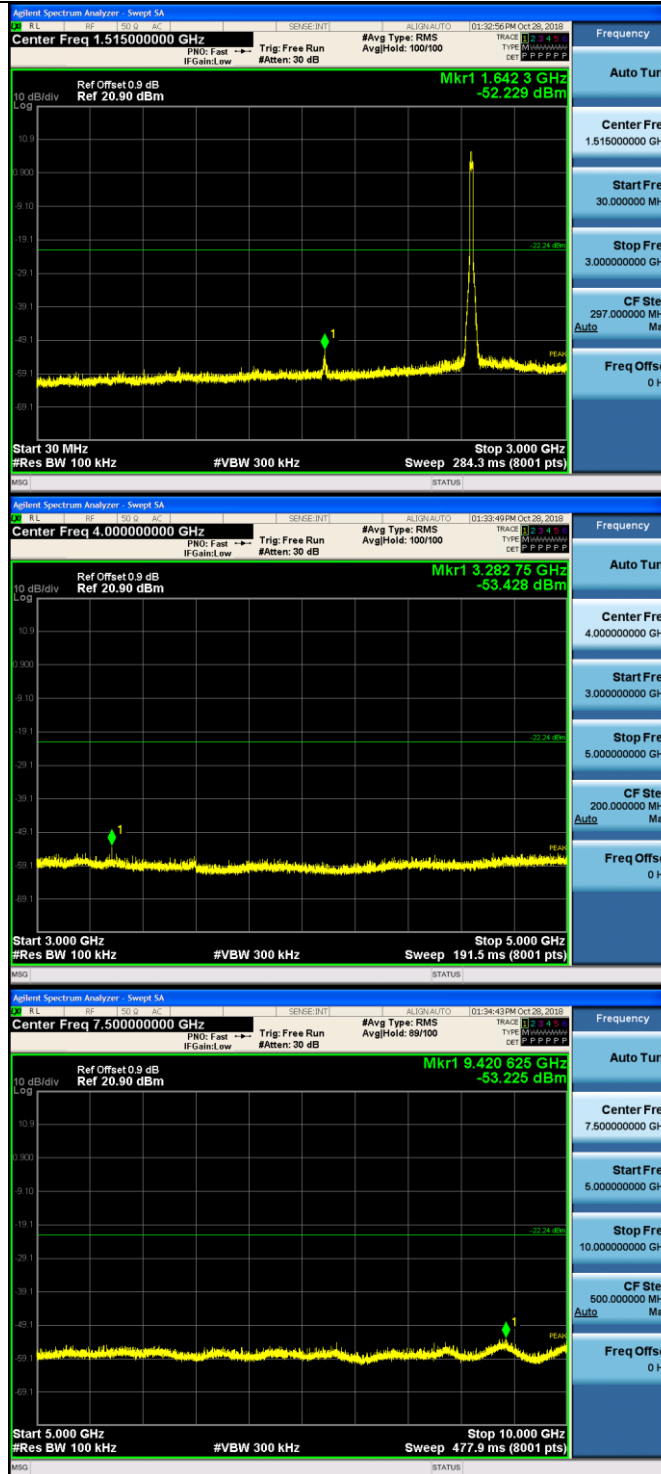 Agilent Spectrum Analyzer - Swept SA
RL RF 50 Ω AC SENSE:INT ALIGNAUTO 01:32:56 PM Oct 28, 2018
Center Freq 1.515000000 GHz
PNO: Fast Trig: Free Run #Avg Type: RMS TRACE 1 2 3 4 5 6
IFGain:Low #Atten: 30 dB Avg|Hold: 100/100 TYPE M
DET P P P P P P
Mkr1 1.642 3 GHz
-52.229 dBm
Ref Offset 0.9 dB
10 dB/div Ref 20.90 dBm
Log
10.9
0.900
-9.10
-19.1
-22.24 dBm
-29.1
-39.1
-49.1
1
PEAK
-59.1
-69.1
Start 30 MHz Stop 3.000 GHz
#Res BW 100 kHz #VBW 300 kHz Sweep 284.3 ms (8001 pts)
MSG STATUS
Frequency
Auto Tun
Center Fre
1.515000000 GH
Start Fre
30.000000 MH
Stop Fre
3.000000000 GH
CF Ste
297.000000 MH
Auto Ma
Freq Offse
0 H
Agilent Spectrum Analyzer - Swept SA
RL RF 50 Ω AC SENSE:INT ALIGNAUTO 01:33:49 PM Oct 28, 2018
Center Freq 4.000000000 GHz
PNO: Fast Trig: Free Run #Avg Type: RMS TRACE 1 2 3 4 5 6
IFGain:Low #Atten: 30 dB Avg|Hold: 100/100 TYPE M
DET P P P P P P
Mkr1 3.282 75 GHz
-53.428 dBm
Ref Offset 0.9 dB
10 dB/div Ref 20.90 dBm
Log
10.9
0.900
-9.10
-19.1
-22.24 dBm
-29.1
-39.1
-49.1
1
PEAK
-59.1
-69.1
Start 3.000 GHz Stop 5.000 GHz
#Res BW 100 kHz #VBW 300 kHz Sweep 191.5 ms (8001 pts)
MSG STATUS
Frequency
Auto Tun
Center Fre
4.000000000 GH
Start Fre
3.000000000 GH
Stop Fre
5.000000000 GH
CF Ste
200.000000 MH
Auto Ma
Freq Offse
0 H
Agilent Spectrum Analyzer - Swept SA
RL RF 50 Ω AC SENSE:INT ALIGNAUTO 01:34:43 PM Oct 28, 2018
Center Freq 7.500000000 GHz
PNO: Fast Trig: Free Run #Avg Type: RMS TRACE 1 2 3 4 5 6
IFGain:Low #Atten: 30 dB Avg|Hold: 89/100 TYPE M
DET P P P P P P
Mkr1 9.420 625 GHz
-53.225 dBm
Ref Offset 0.9 dB
10 dB/div Ref 20.90 dBm
Log
10.9
0.900
-9.10
-19.1
-22.24 dBm
-29.1
-39.1
-49.1
1
PEAK
-59.1
-69.1
Start 5.000 GHz Stop 10.000 GHz
#Res BW 100 kHz #VBW 300 kHz Sweep 477.9 ms (8001 pts)
MSG STATUS
Frequency
Auto Tun
Center Fre
7.500000000 GH
Start Fre
5.000000000 GH
Stop Fre
10.000000000 GH
CF Ste
500.000000 MH
Auto Ma
Freq Offse
0 H